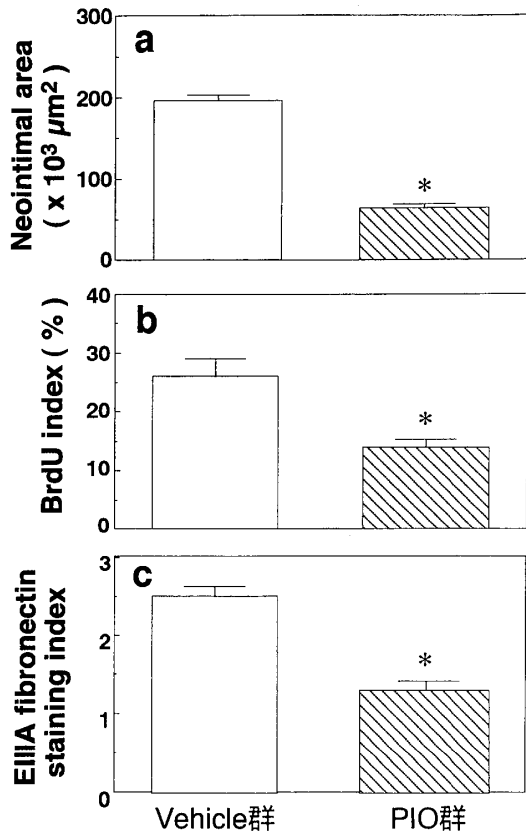 a
Neointimal area
( x 10³ µm²)
300
200
100
0
*
b
BrdU index ( % )
40
30
20
10
0
*
c
EIIIA fibronectin
staining index
3
2
1
0
*
Vehicle群 PIO群